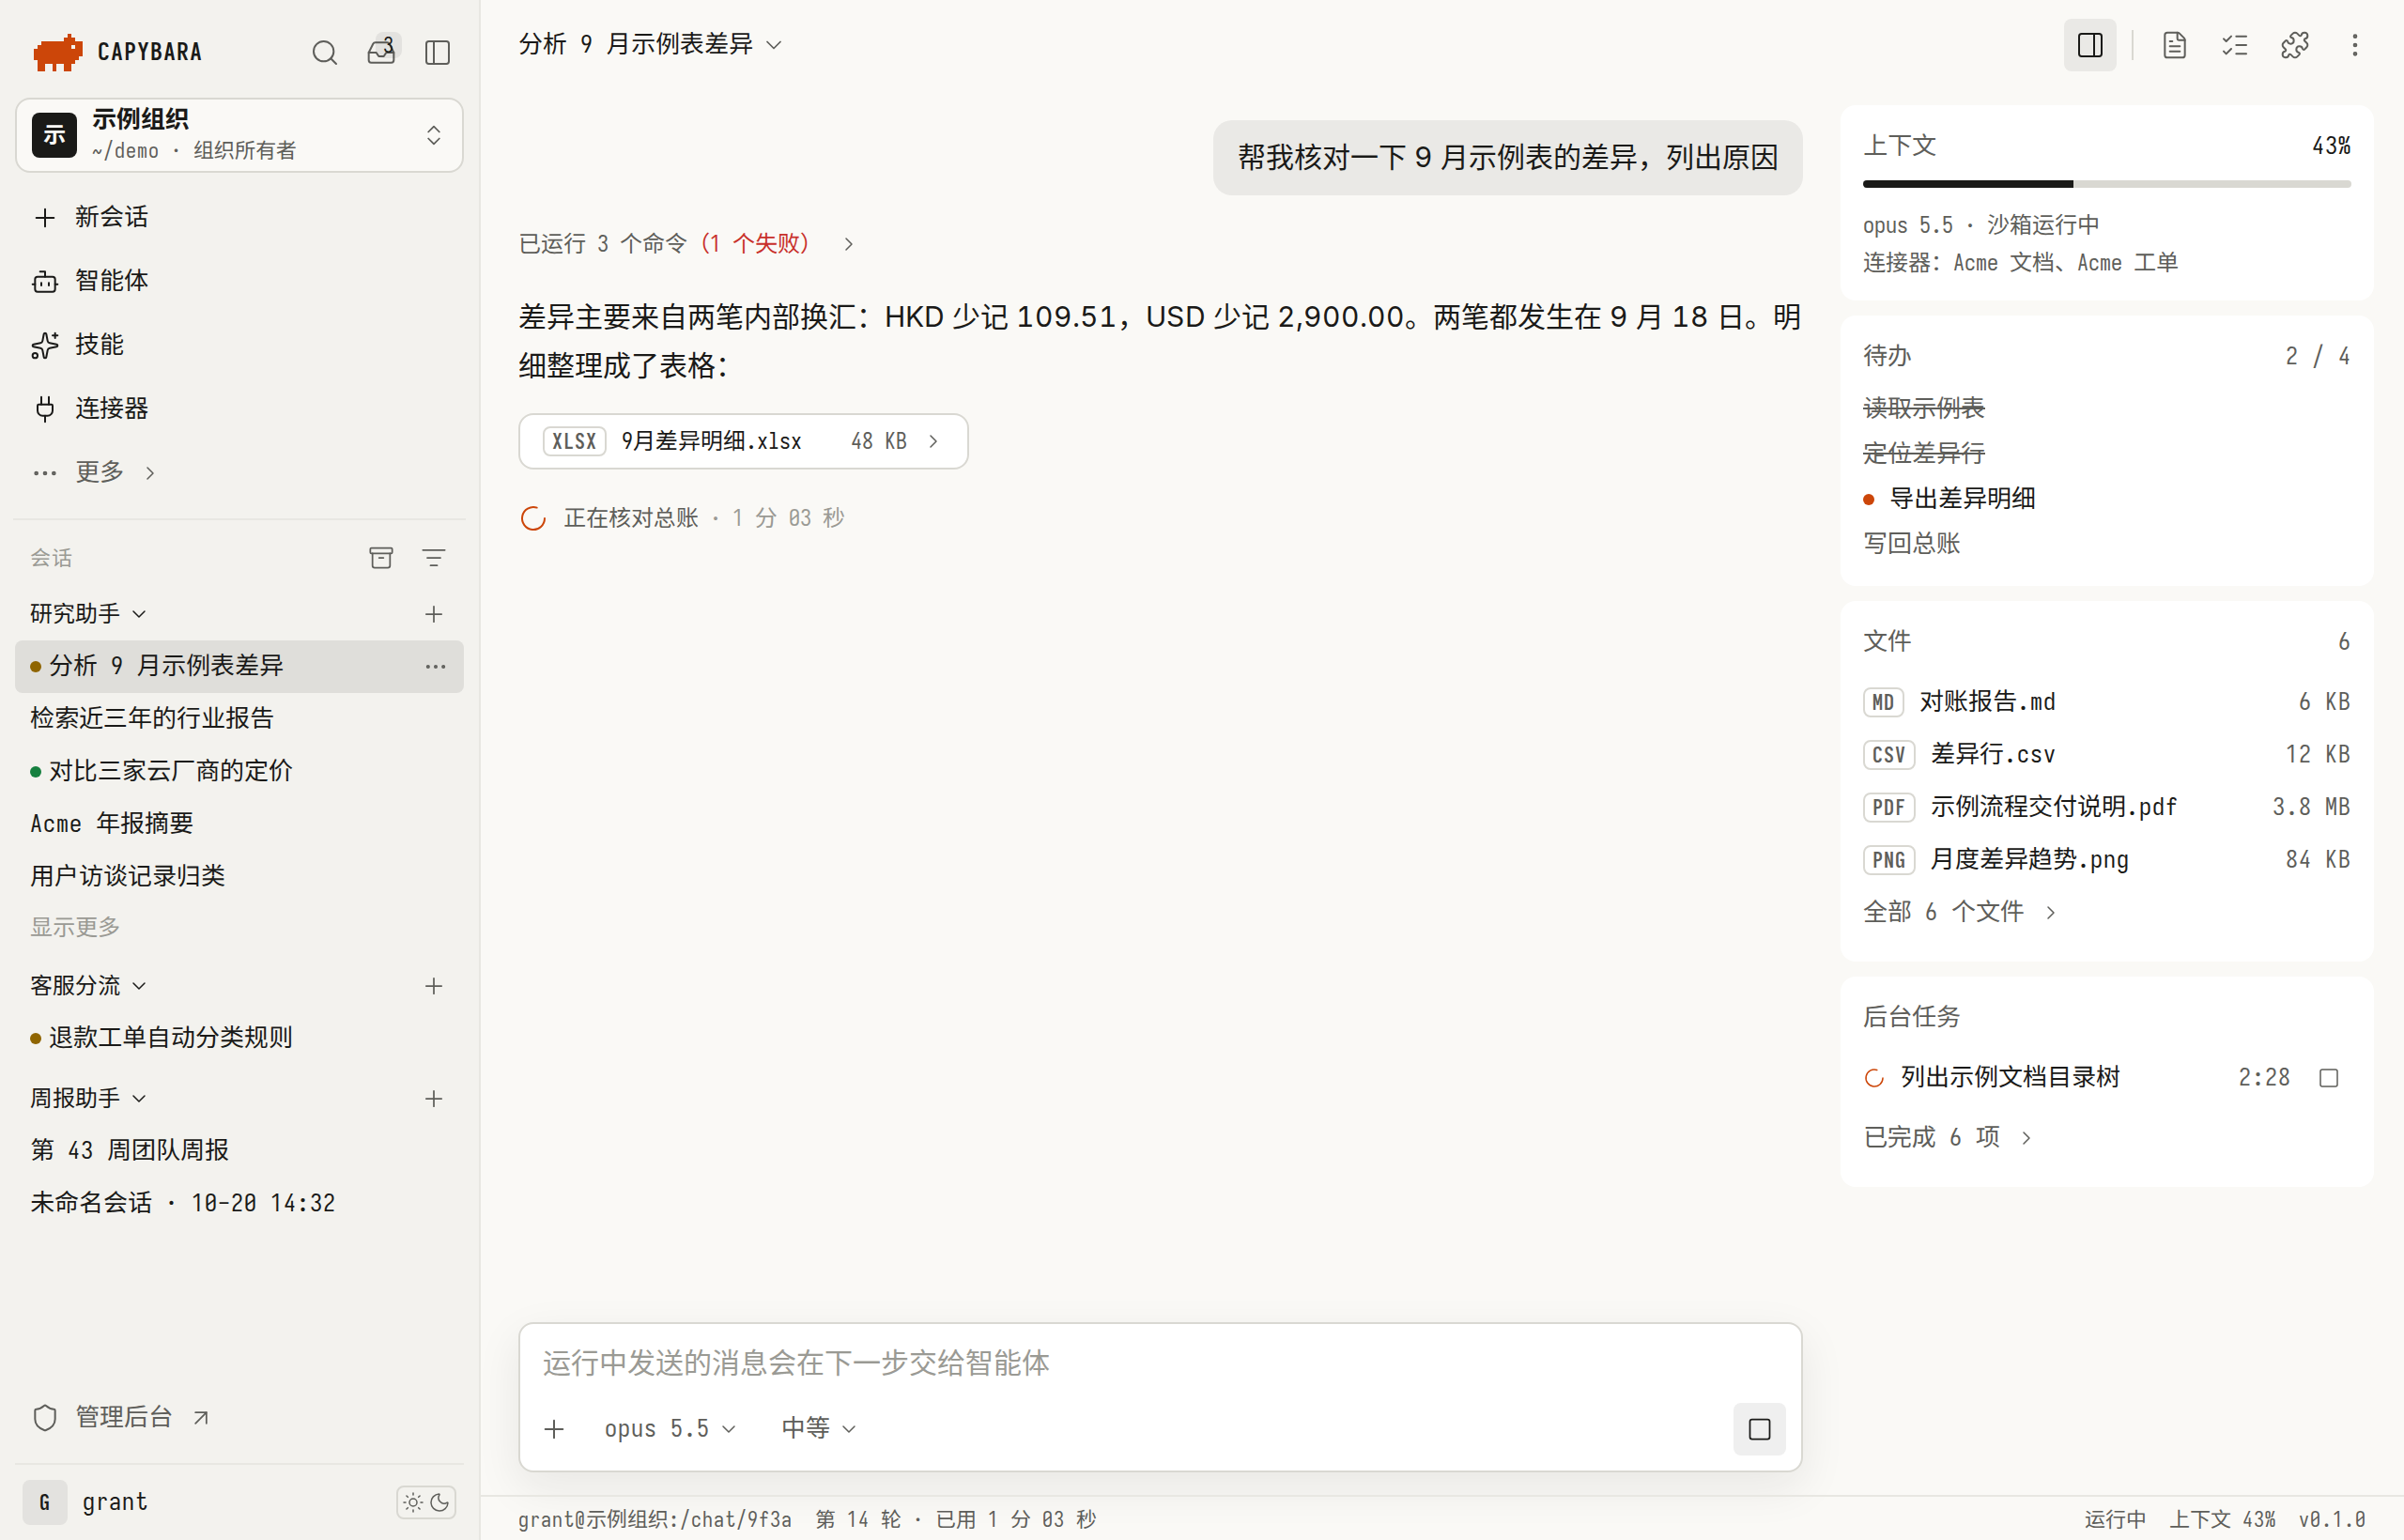 CAPYBARA
3
示
示例组织
~/demo · 组织所有者
新会话
智能体
技能
连接器
更多
会话
研究助手
分析 9 月示例表差异
检索近三年的行业报告
对比三家云厂商的定价
Acme 年报摘要
用户访谈记录归类
显示更多
客服分流
退款工单自动分类规则
周报助手
第 43 周团队周报
未命名会话 · 10-20 14:32
管理后台
G grant
分析 9 月示例表差异
帮我核对一下 9 月示例表的差异，列出原因
已运行 3 个命令（1 个失败）
差异主要来自两笔内部换汇：HKD 少记 109.51，USD 少记 2,900.00。两笔都发生在 9 月 18 日。明
细整理成了表格：
XLSX 9月差异明细.xlsx 48 KB
正在核对总账 · 1 分 03 秒
运行中发送的消息会在下一步交给智能体
opus 5.5 中等
上下文 43%
opus 5.5 · 沙箱运行中
连接器：Acme 文档、Acme 工单
待办 2 / 4
读取示例表
定位差异行
导出差异明细
写回总账
文件 6
MD 对账报告.md 6 KB
CSV 差异行.csv 12 KB
PDF 示例流程交付说明.pdf 3.8 MB
PNG 月度差异趋势.png 84 KB
全部 6 个文件
后台任务
列出示例文档目录树 2:28
已完成 6 项
grant@示例组织:/chat/9f3a 第 14 轮 · 已用 1 分 03 秒
运行中 上下文 43% v0.1.0